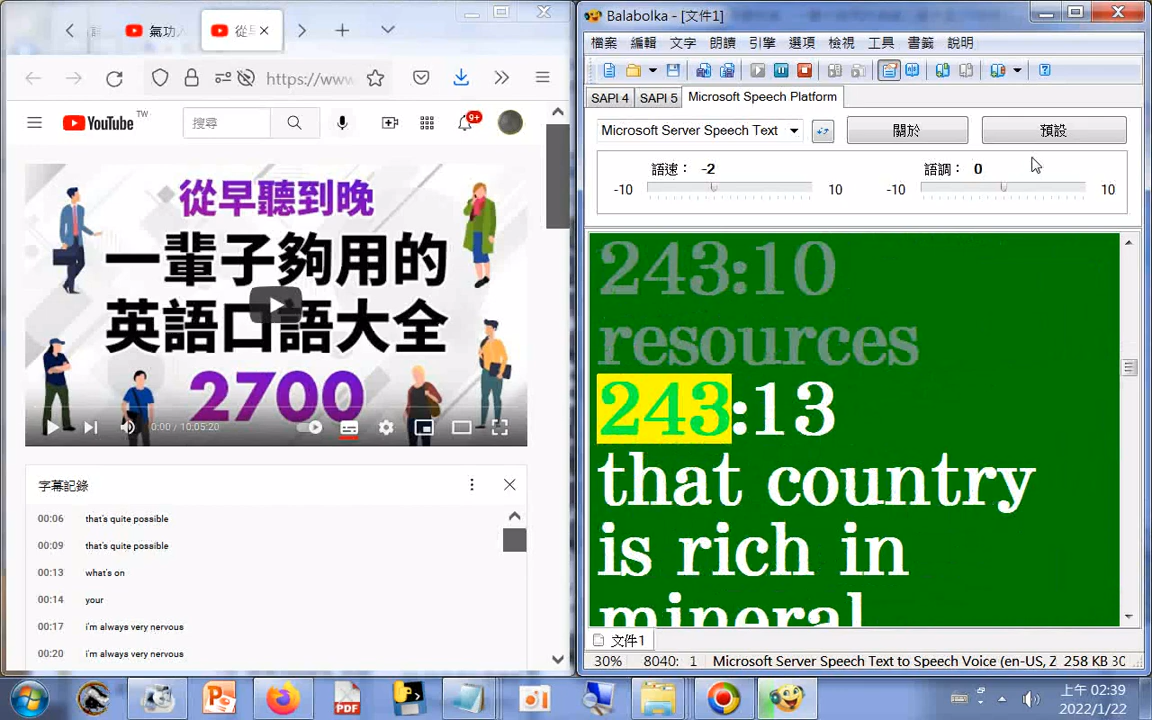 氣功入
從早
https://www
YouTube TW
搜尋
9+
從早聽到晚
一輩子夠用的
英語口語大全
2700
0:00 / 10:05:20
字幕記錄
00:06 that's quite possible
00:09 that's quite possible
00:13 what's on
00:14 your
00:17 i'm always very nervous
00:20 i'm always very nervous
Balabolka - [文件1]
檔案 編輯 文字 朗讀 引擎 選項 檢視 工具 書籤 說明
SAPI 4 SAPI 5 Microsoft Speech Platform
Microsoft Server Speech Text 關於 預設
語速： -2 語調： 0
-10 10 -10 10
243:10
resources
243:13
that country
is rich in
mineral
文件1
30% 8040: 1 Microsoft Server Speech Text to Speech Voice (en-US, Z 258 KB
PDF
上午 02:39
2022/1/22